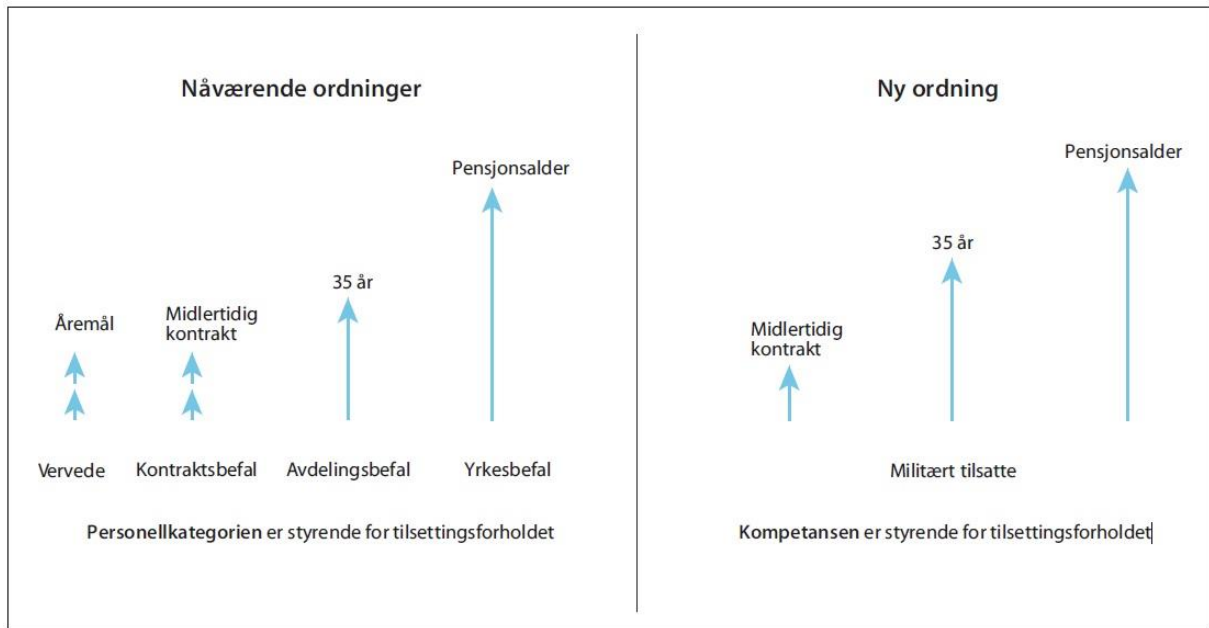 Nåværende ordninger
Pensjonsalder
35 år
Åremål
Midlertidig
kontrakt
Vervede
Kontraktsbefal
Avdelingsbefal
Yrkesbefal
Personellkategorien er styrende for tilsettingsforholdet
Ny ordning
Pensjonsalder
35 år
Midlertidig
kontrakt
Militært tilsatte
Kompetansen er styrende for tilsettingsforholdet